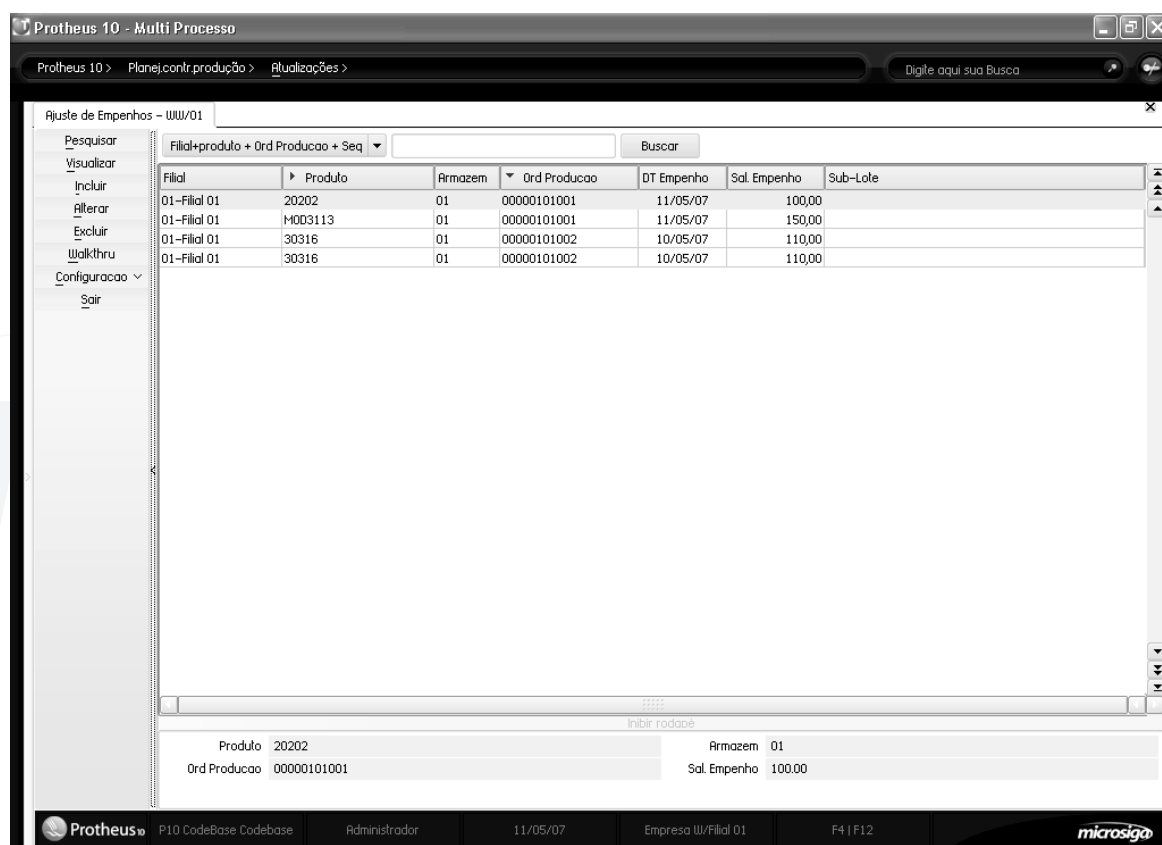 Protheus 10 - Multi Processo
Protheus 10 > Planej.contr.produção > Atualizações >
Digite aqui sua Busca
Ajuste de Empenhos - WW/01
Pesquisar
Visualizar
Incluir
Alterar
Excluir
Walkthru
Configuracao
Sair
Filial+produto + Ord Producao + Seq
Buscar
Filial Produto Armazem Ord Producao DT Empenho Sal. Empenho Sub-Lote
01-Filial 01 20202 01 00000101001 11/05/07 100,00
01-Filial 01 MOD3113 01 00000101001 11/05/07 150,00
01-Filial 01 30316 01 00000101002 10/05/07 110,00
01-Filial 01 30316 01 00000101002 10/05/07 110,00
Inibir rodapé
Produto 20202 Armazem 01
Ord Producao 00000101001 Sal. Empenho 100.00
Protheus10 P10 CodeBase Codebase Administrador 11/05/07 Empresa W/Filial 01 F4 | F12 microsiga